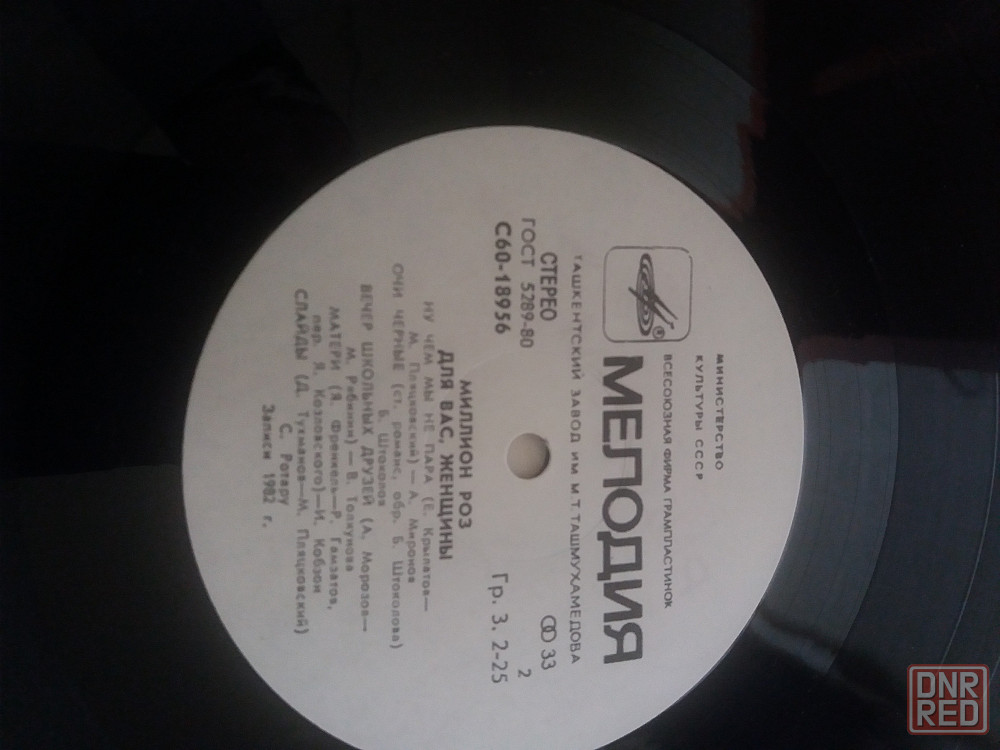 МИНИСТЕРСТВО
КУЛЬТУРЫ СССР
ВСЕСОЮЗНАЯ ФИРМА ГРАМПЛАСТИНОК
МЕЛОДИЯ
ТАШКЕНТСКИЙ ЗАВОД ИМ М.Т.ТАШМУХАМЕДОВА
СТЕРЕО
33
ГОСТ 5289-80
2
С60-18956
Гр. 3. 2-25
МИЛЛИОН РОЗ
ДЛЯ ВАС, ЖЕНЩИНЫ
НУ ЧЕМ МЫ НЕ ПАРА (Е. Крылатов—
М. Пляцковский) — А. Миронов
ОЧИ ЧЕРНЫЕ (ст. романс, обр. Б. Штоколова)
Б. Штоколов
ВЕЧЕР ШКОЛЬНЫХ ДРУЗЕЙ (А. Морозов—
М. Рябинин) — В. Толкунова
МАТЕРИ (Я. Френкель—Р. Гамзатов,
пер. Я. Козловского)—И. Кобзон
СЛАЙДЫ (Д. Тухманов—М. Пляцковский)
С. Ротару
Записи 1982 г.
DNR
RED